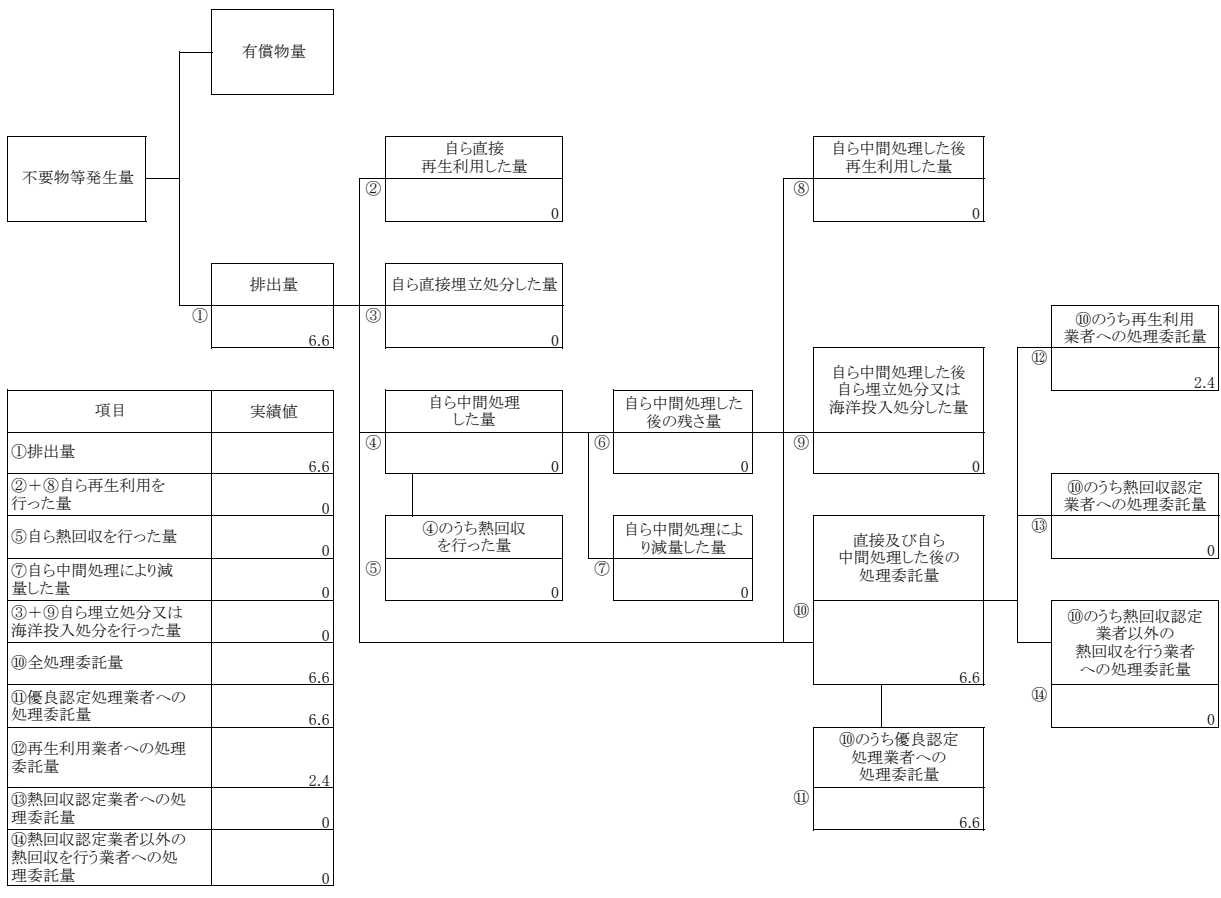 有償物量
不要物等発生量
排出量
①
6.6
自ら直接
再生利用した量
②
0
自ら直接埋立処分した量
③
0
自ら中間処理
した量
④
0
④のうち熱回収
を行った量
⑤
0
自ら中間処理した
後の残さ量
⑥
0
自ら中間処理によ
り減量した量
⑦
0
自ら中間処理した後
再生利用した量
⑧
0
自ら中間処理した後
自ら埋立処分又は
海洋投入処分した量
⑨
0
直接及び自ら
中間処理した後の
処理委託量
⑩
6.6
⑩のうち優良認定
処理業者への
処理委託量
⑪
6.6
⑩のうち再生利用
業者への処理委託量
⑫
2.4
⑩のうち熱回収認定
業者への処理委託量
⑬
0
⑩のうち熱回収認定
業者以外の
熱回収を行う業者
への処理委託量
⑭
0
項目 実績値
①排出量
6.6
②+⑧自ら再生利用を
行った量
0
⑤自ら熱回収を行った量
0
⑦自ら中間処理により減
量した量
0
③+⑨自ら埋立処分又は
海洋投入処分を行った量
0
⑩全処理委託量
6.6
⑪優良認定処理業者への
処理委託量
6.6
⑫再生利用業者への処理
委託量
2.4
⑬熱回収認定業者への処
理委託量
0
⑭熱回収認定業者以外の
熱回収を行う業者への処
理委託量
0